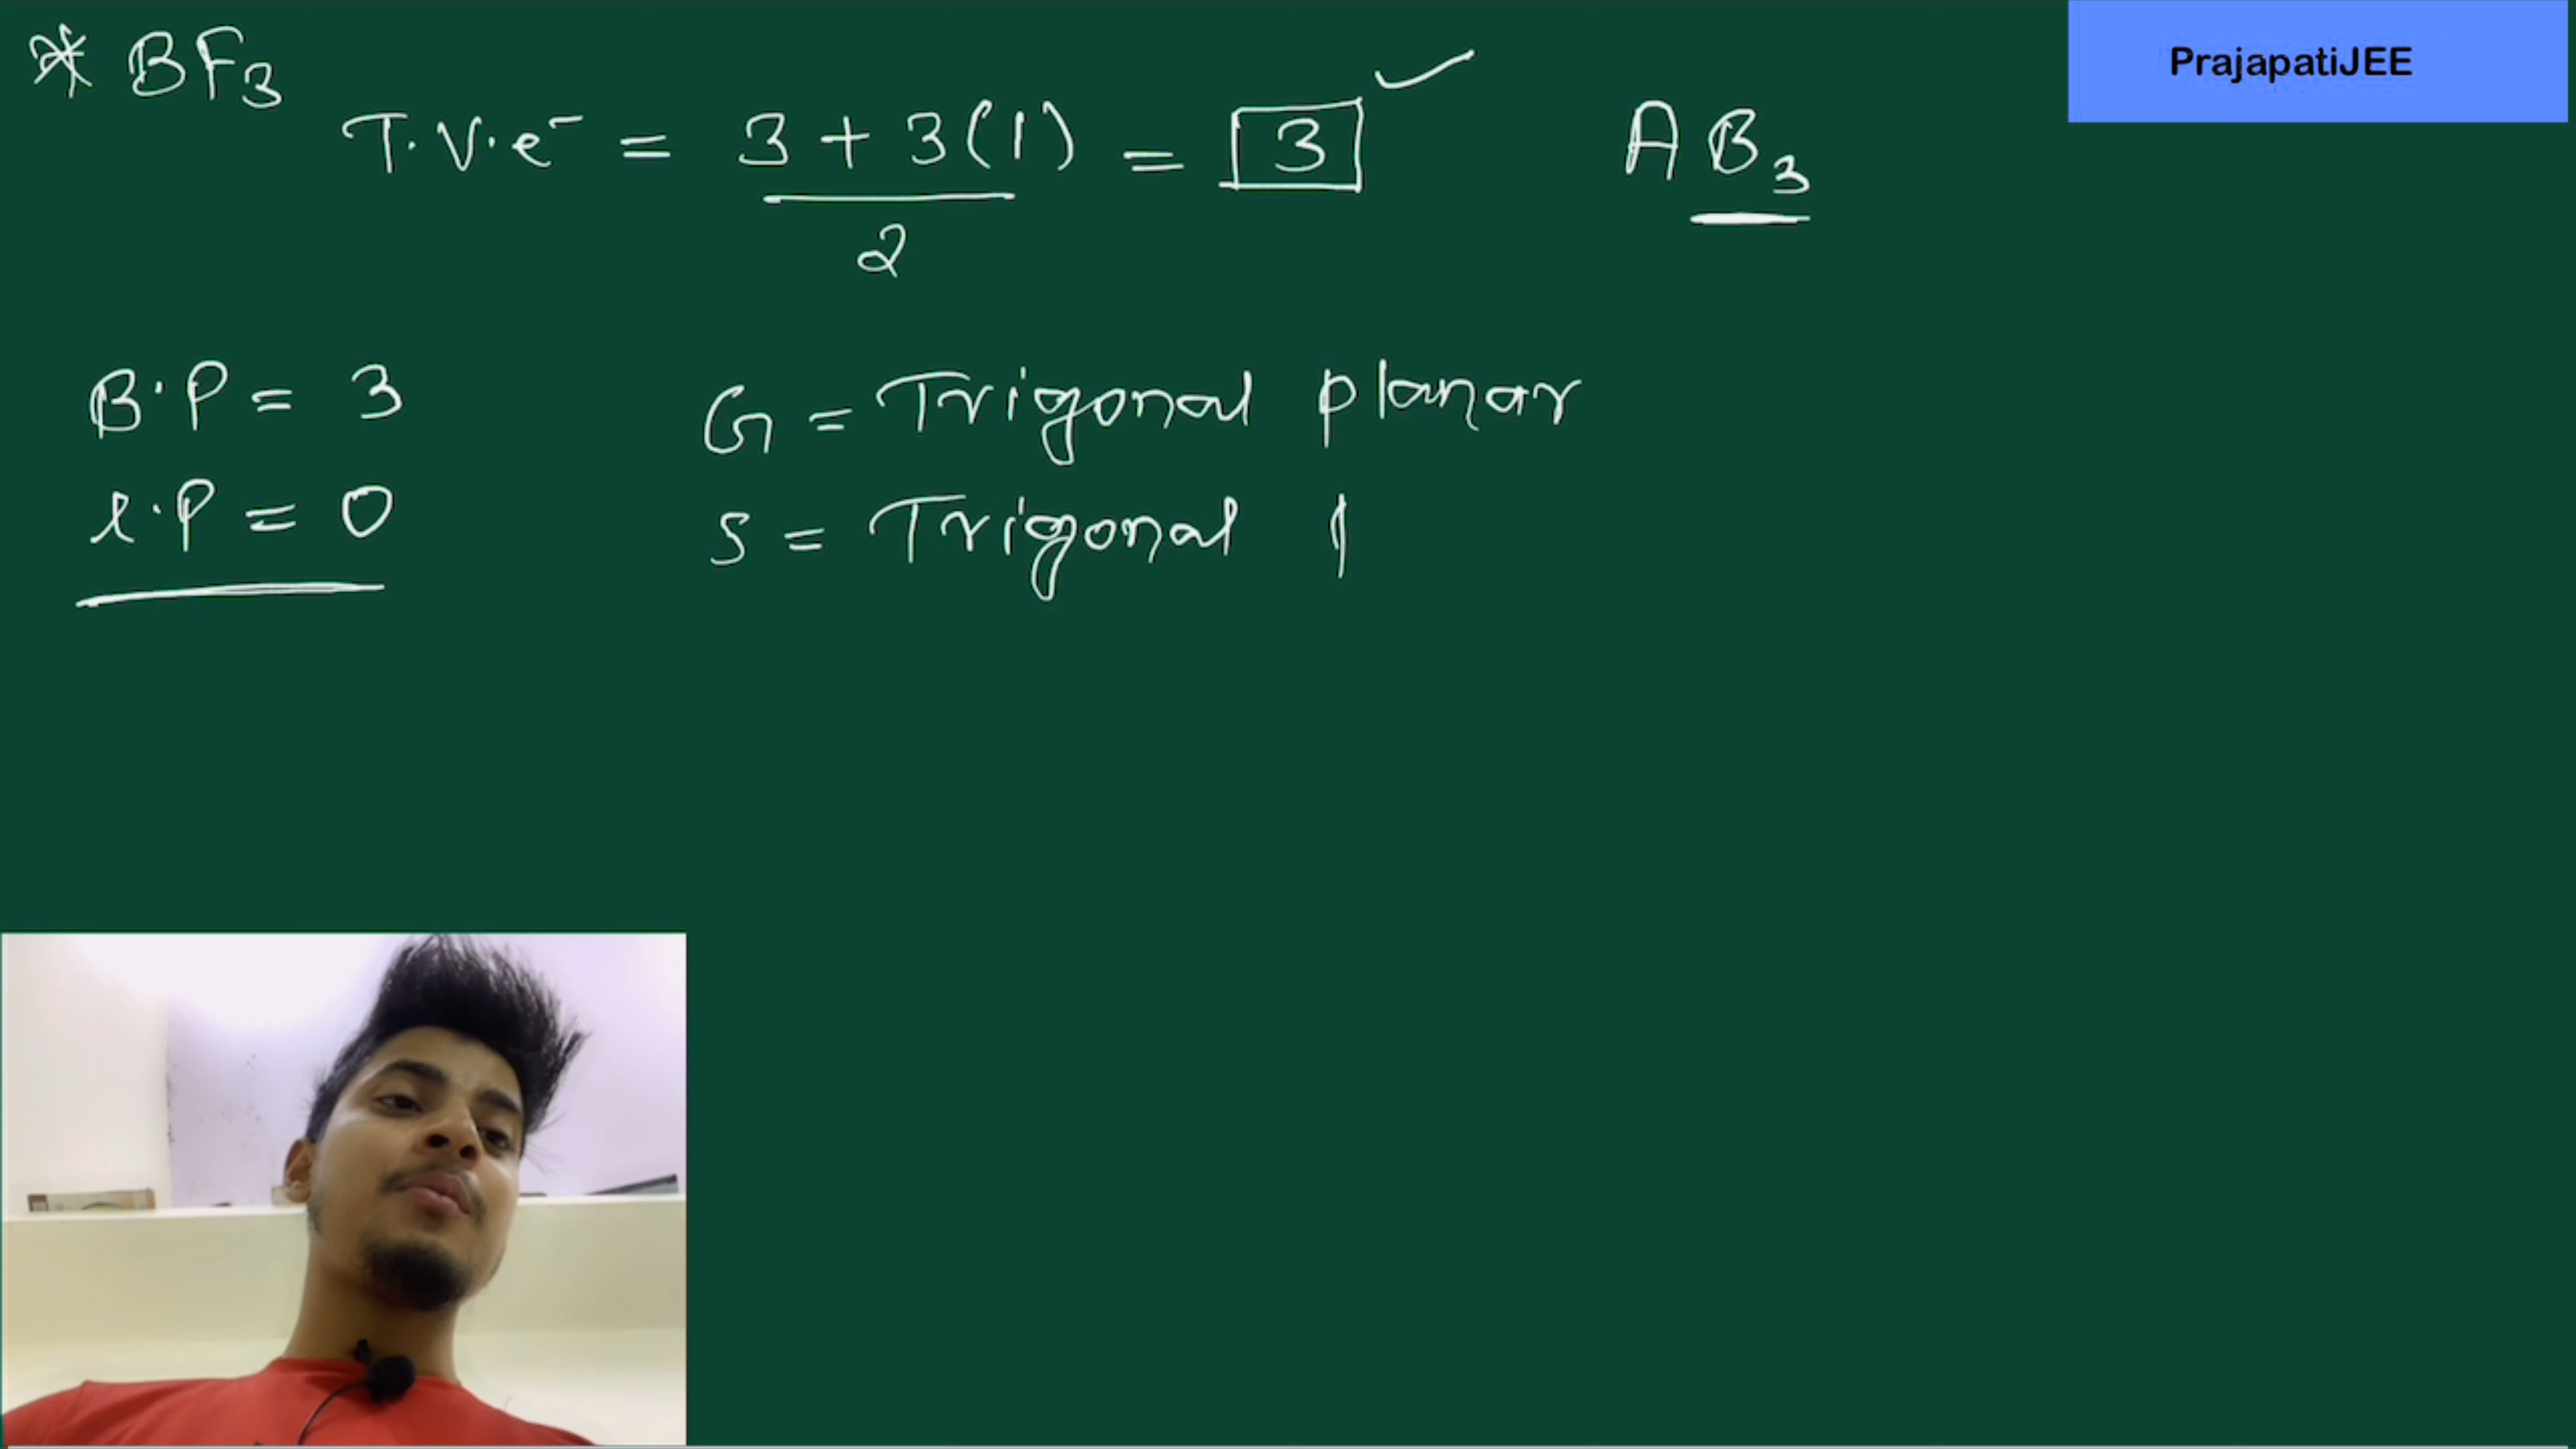 * BF3
PrajapatiJEE
T.V.e- = 3 + 3(1) / 2 = 3 ✓
AB3
B.P = 3
l.P = 0
G = Trigonal planar
S = Trigonal p